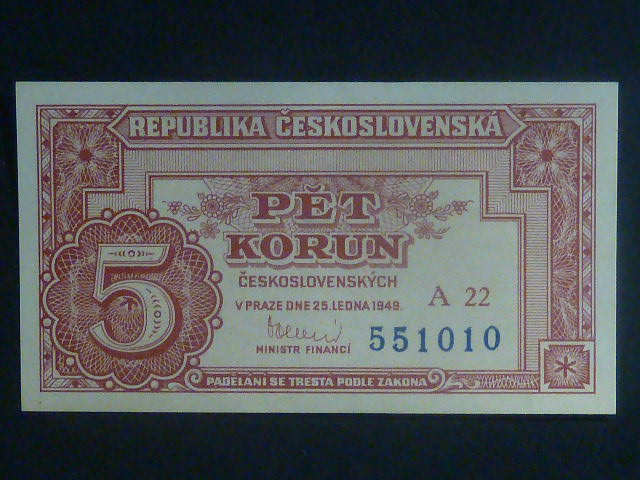 REPUBLIKA ČESKOSLOVENSKÁ
PĚT
KORUN
ČESKOSLOVENSKÝCH
V PRAZE DNE 25. LEDNA 1949.
A 22
5
551010
MINISTR FINANCÍ
PADĚLÁNÍ SE TRESTÁ PODLE ZÁKONA